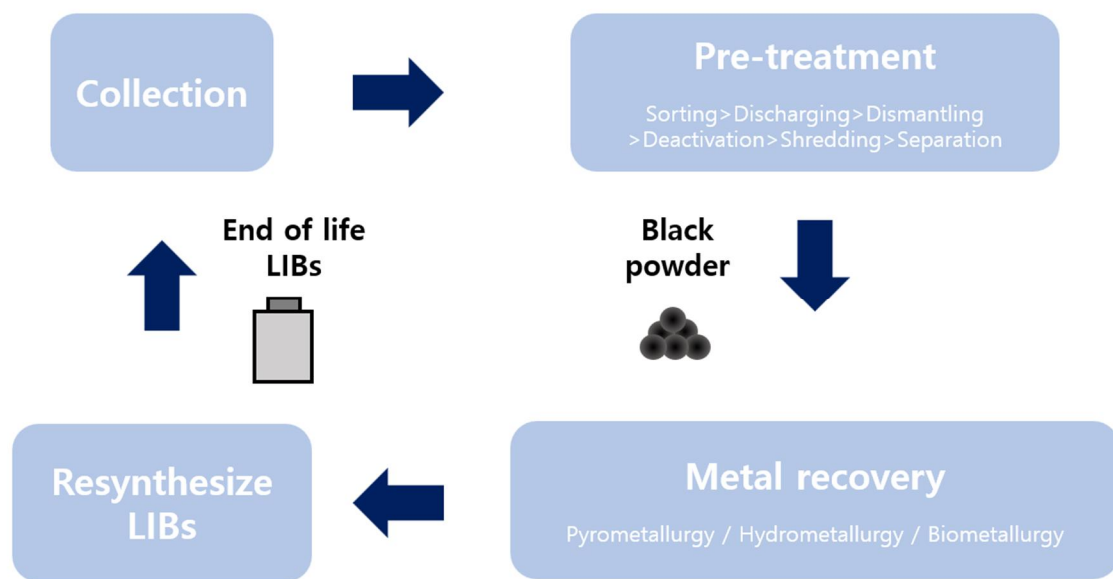 Collection
Pre-treatment
Sorting>Discharging>Dismantling
>Deactivation>Shredding>Separation
End of life
LIBs
Black
powder
Resynthesize
LIBs
Metal recovery
Pyrometallurgy / Hydrometallurgy / Biometallurgy